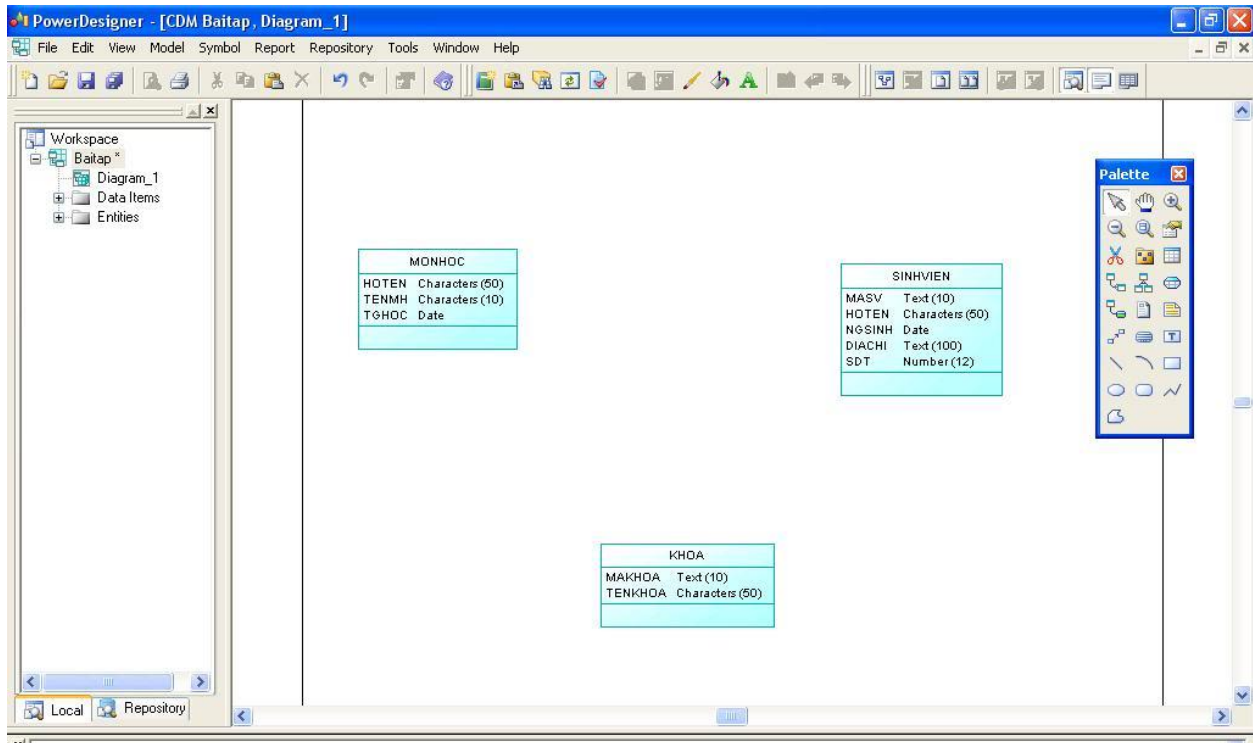 PowerDesigner - [CDM Baitap, Diagram_1]
File Edit View Model Symbol Report Repository Tools Window Help
Workspace
Baitap *
Diagram_1
Data Items
Entities
Local Repository
MONHOC
HOTEN Characters (50)
TENMH Characters (10)
TGHOC Date
SINHVIEN
MASV Text (10)
HOTEN Characters (50)
NGSINH Date
DIACHI Text (100)
SDT Number (12)
KHOA
MAKHOA Text (10)
TENKHOA Characters (50)
Palette